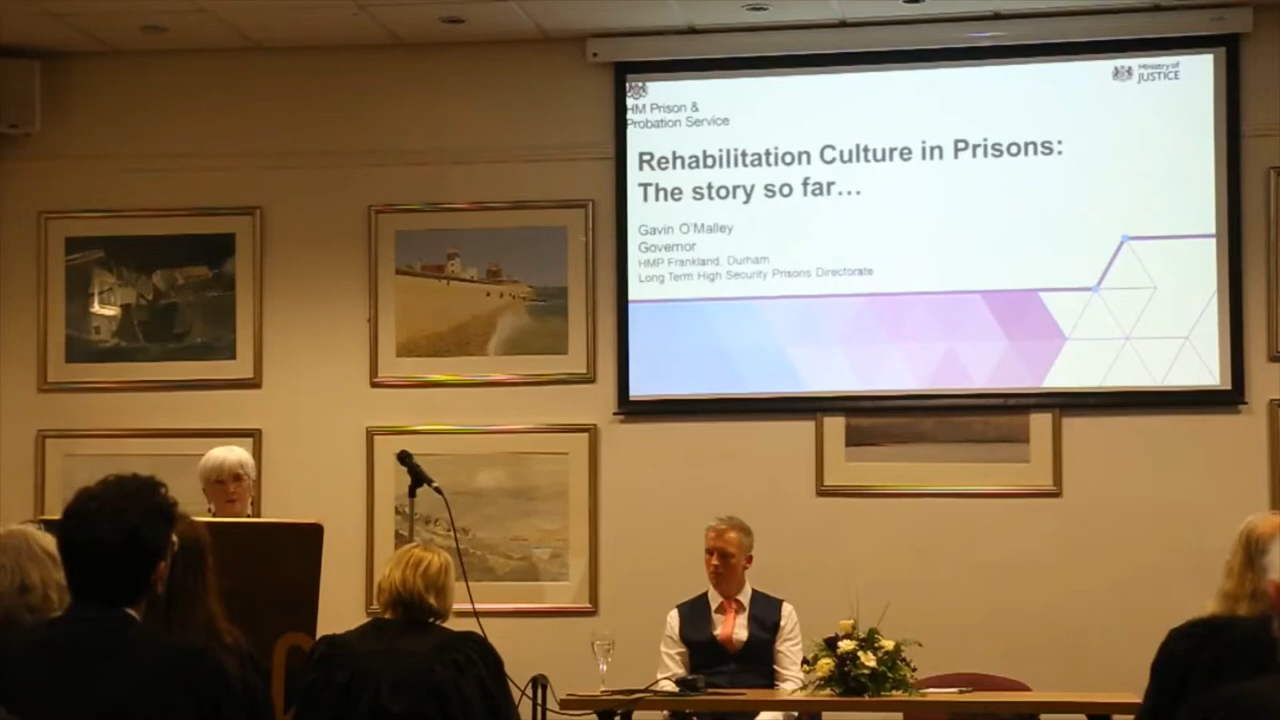 HM Prison &
Probation Service
Ministry of
JUSTICE
Rehabilitation Culture in Prisons:
The story so far...
Gavin O'Malley
Governor
HMP Frankland, Durham
Long Term High Security Prisons Directorate